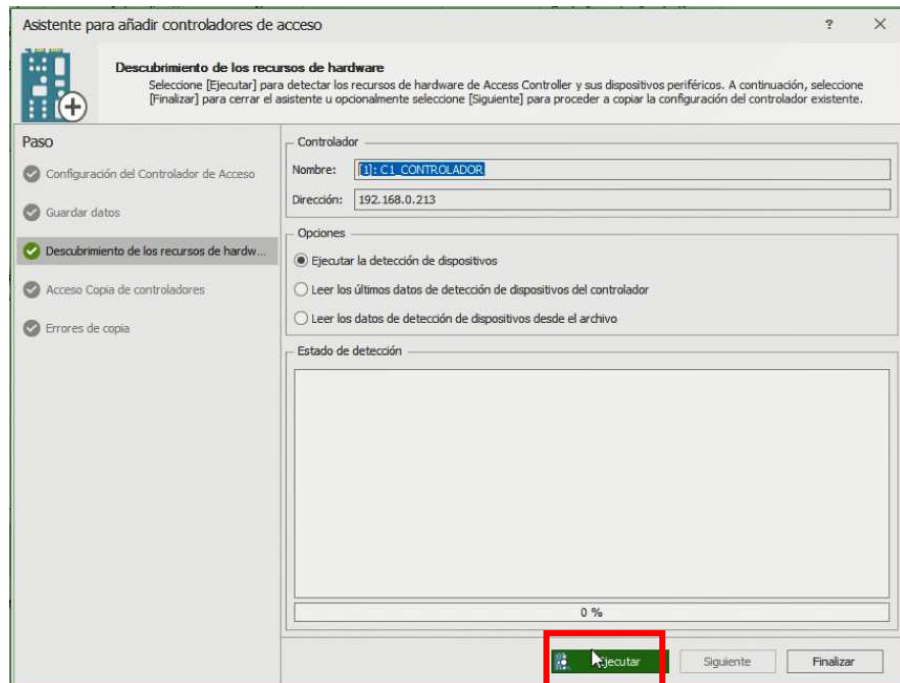 Asistente para añadir controladores de acceso
?
Descubrimiento de los recursos de hardware
Seleccione [Ejecutar] para detectar los recursos de hardware de Access Controller y sus dispositivos periféricos. A continuación, seleccione
[Finalizar] para cerrar el asistente u opcionalmente seleccione [Siguiente] para proceder a copiar la configuración del controlador existente.
Paso
Configuración del Controlador de Acceso
Guardar datos
Descubrimiento de los recursos de hardw...
Acceso Copia de controladores
Errores de copia
Controlador
Nombre: [1]: C1_CONTROLADOR
Dirección: 192.168.0.213
Opciones
Ejecutar la detección de dispositivos
Leer los últimos datos de detección de dispositivos del controlador
Leer los datos de detección de dispositivos desde el archivo
Estado de detección
0 %
Ejecutar Siguiente Finalizar